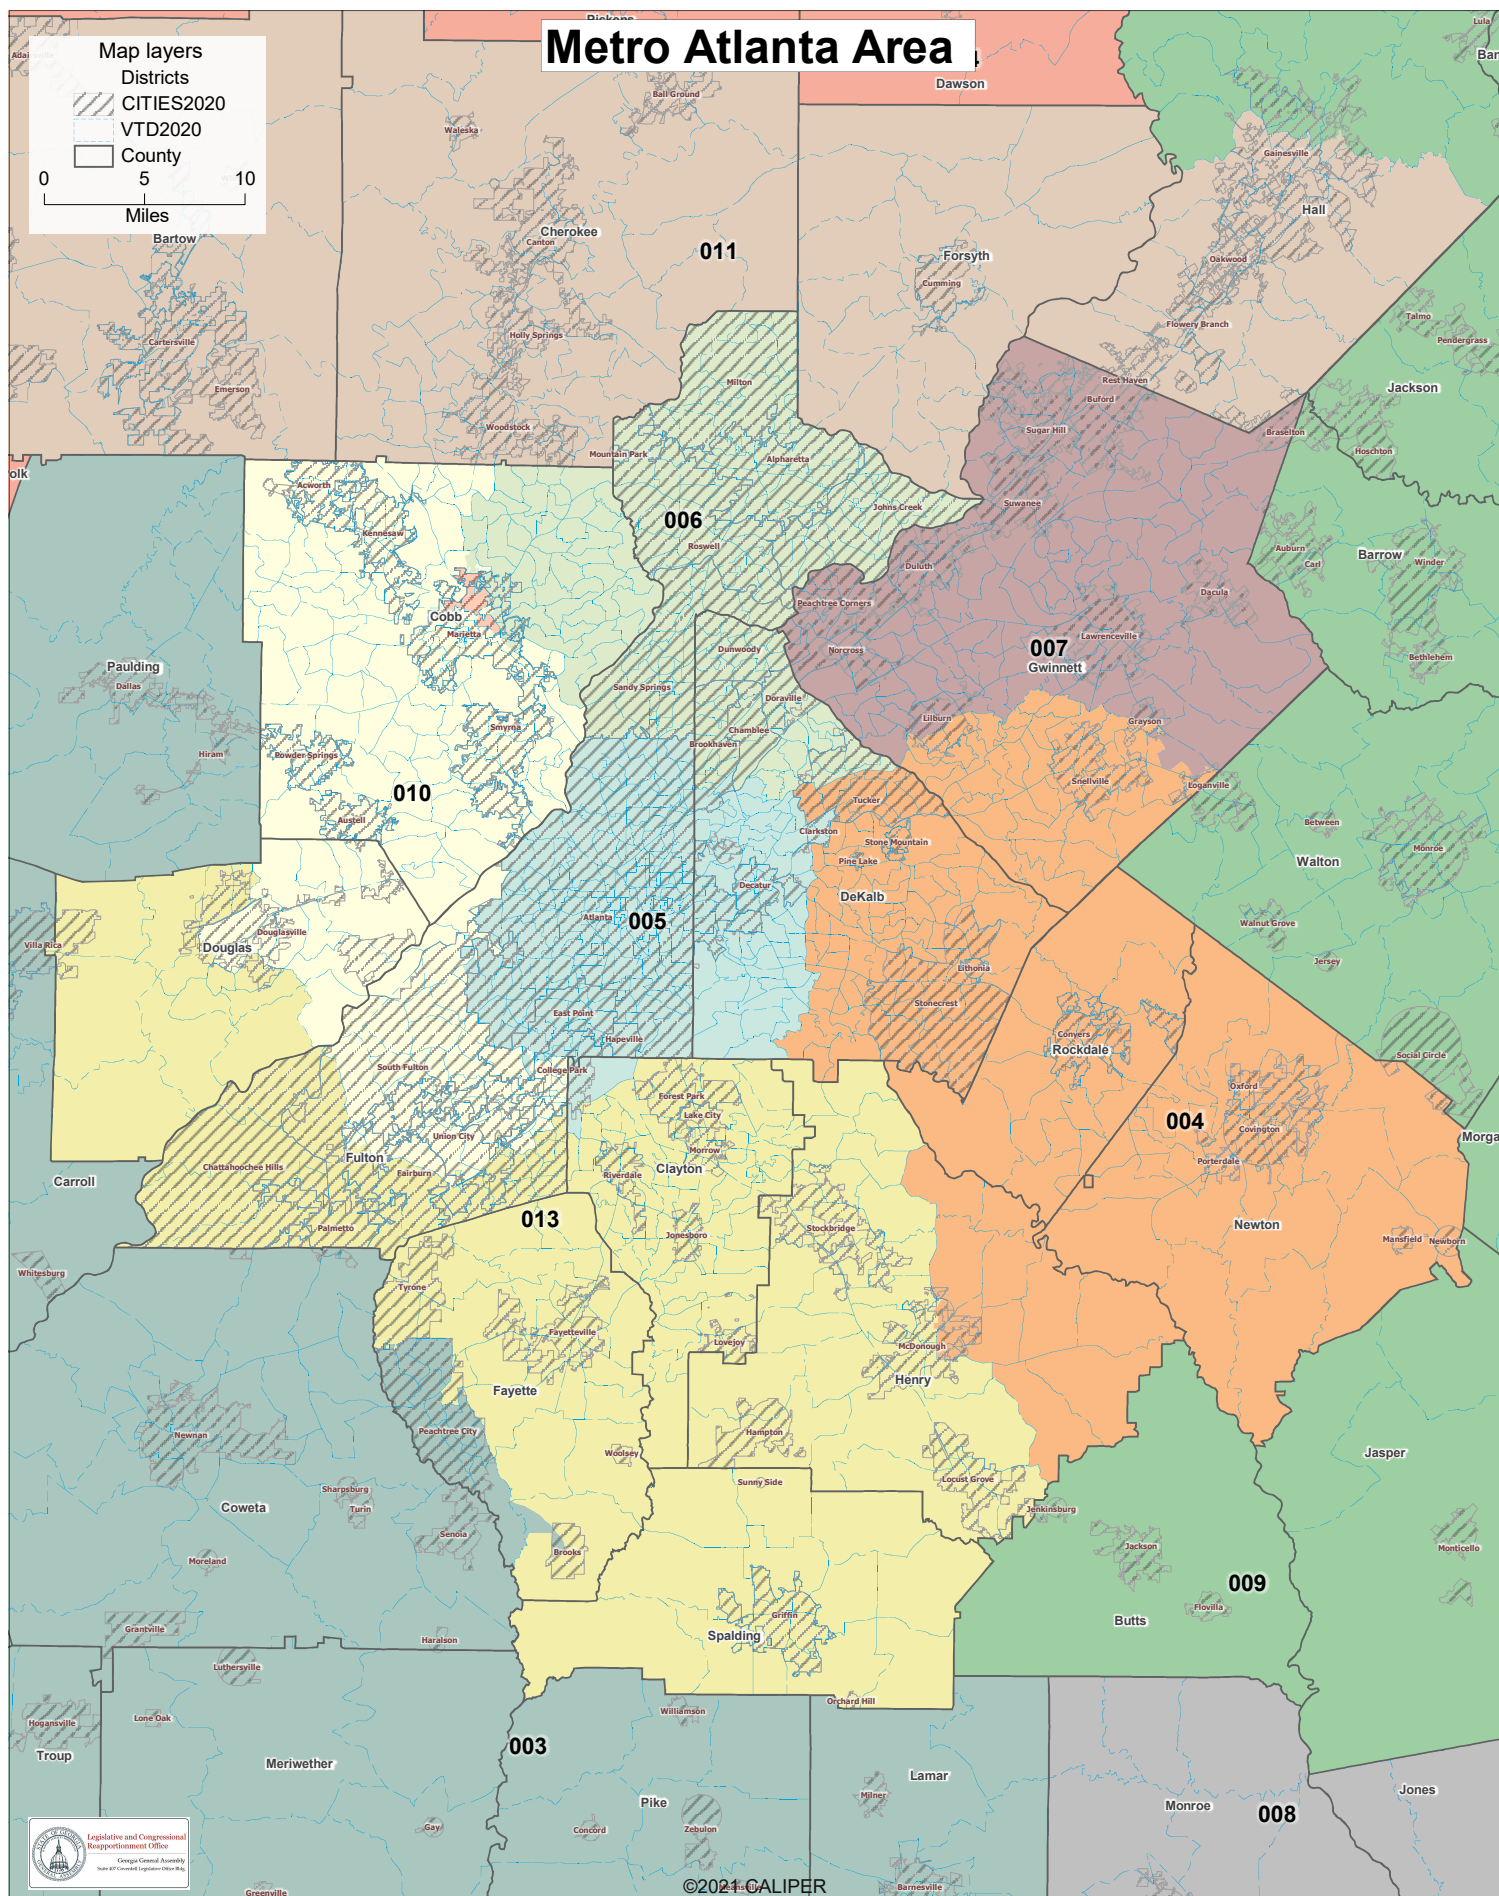 Pickens
Metro Atlanta Area
Lula
Map layers
Districts
CITIES2020
VTD2020
County
0 5 10
Miles
Dawson
Ball Ground
Waleska
Gainesville
Hall
Bartow
Cherokee
Canton
011
Forsyth
Cumming
Oakwood
Talmo
Flowery Branch
Pendergrass
Cartersville
Holly Springs
Emerson
Milton
Rest Haven
Buford
Jackson
Woodstock
Sugar Hill
Braselton
Hoschton
Mountain Park
Alpharetta
olk
Acworth
Suwanee
Johns Creek
006
Kennesaw
Roswell
Auburn
Carl
Barrow
Winder
Duluth
Dacula
Peachtree Corners
Cobb
Marietta
Lawrenceville
007
Gwinnett
Norcross
Dunwoody
Bethlehem
Paulding
Dallas
Sandy Springs
Doraville
Lilburn
Grayson
Smyrna
Chamblee
Brookhaven
Hiram
Powder Springs
Snellville
Loganville
010
Tucker
Austell
Clarkston
Stone Mountain
Between
Pine Lake
Monroe
Walton
Decatur
DeKalb
Atlanta
005
Walnut Grove
Douglasville
Villa Rica
Douglas
Jersey
Lithonia
Stonecrest
East Point
Hapeville
Conyers
Rockdale
Social Circle
South Fulton
College Park
Oxford
Forest Park
Lake City
004
Covington
Union City
Morrow
Morga
Fulton
Chattahoochee Hills
Fairburn
Riverdale
Clayton
Porterdale
Carroll
013
Palmetto
Stockbridge
Newton
Jonesboro
Mansfield
Newborn
Whitesburg
Tyrone
Fayetteville
Lovejoy
McDonough
Henry
Fayette
Peachtree City
Newnan
Hampton
Woolsey
Jasper
Sunny Side
Locust Grove
Sharpsburg
Turin
Coweta
Jenkinsburg
Senoia
Jackson
Monticello
Brooks
Moreland
009
Flovilla
Griffin
Butts
Grantville
Spalding
Haralson
Luthersville
Orchard Hill
Williamson
Lone Oak
Hogansville
Troup
003
Meriwether
Lamar
Jones
Milner
Pike
Monroe
008
Gay
Concord
Zebulon
Legislative and Congressional
Reapportionment Office
Georgia General Assembly
Suite 407 Coverdell Legislative Office Bldg.
©2021 CALIPER
Barnesville
Greenville